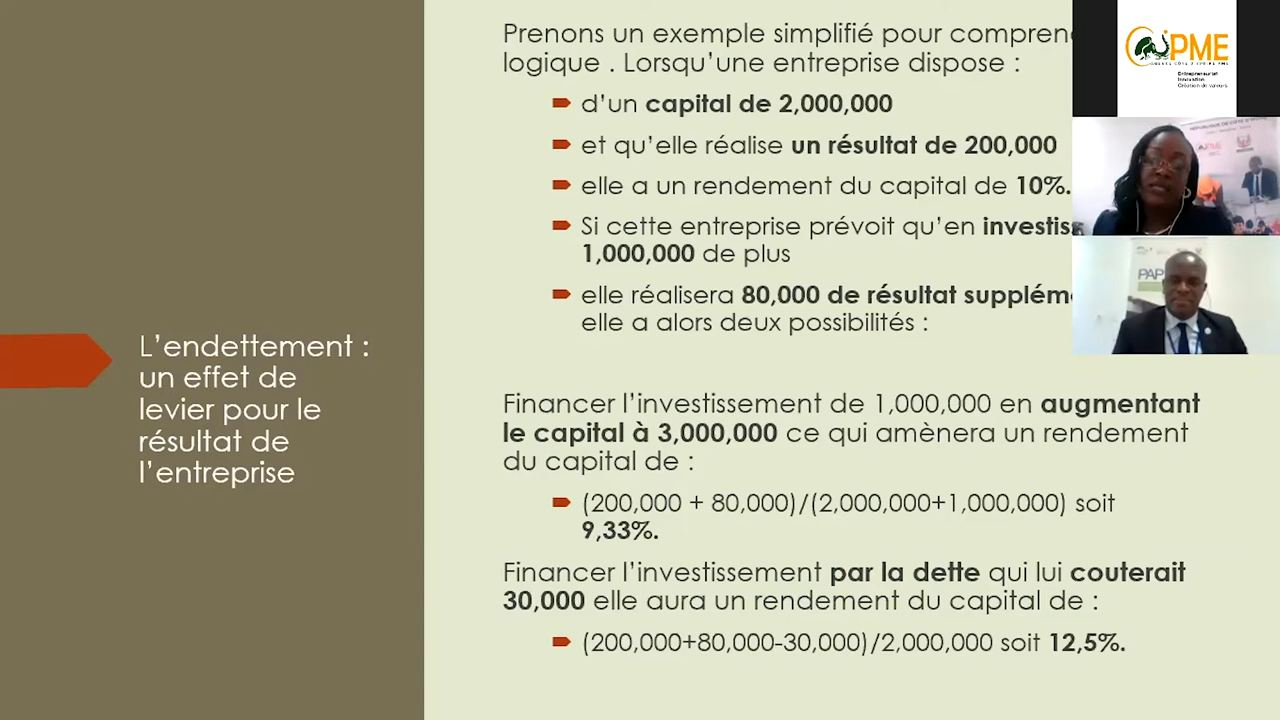 Prenons un exemple simplifié pour
logique . Lorsqu'une entreprise dispose :
d'un capital de 2,000,000
et qu'elle réalise un résultat de 200,000
elle a un rendement du capital de 10%.
Si cette entreprise prévoit qu'en
1,000,000 de plus
elle réalisera 80,000 de résultat
elle a alors deux possibilités :
L'endettement :
un effet de
levier pour le
résultat de
l'entreprise
Financer l'investissement de 1,000,000 en augmentant
le capital à 3,000,000 ce qui amènera un rendement
du capital de :
(200,000 + 80,000)/(2,000,000+1,000,000) soit
9,33%.
Financer l'investissement par la dette qui lui couterait
30,000 elle aura un rendement du capital de :
(200,000+80,000-30,000)/2,000,000 soit 12,5%.
PME
Entrepreneuriat
Innovation
Création de valeurs